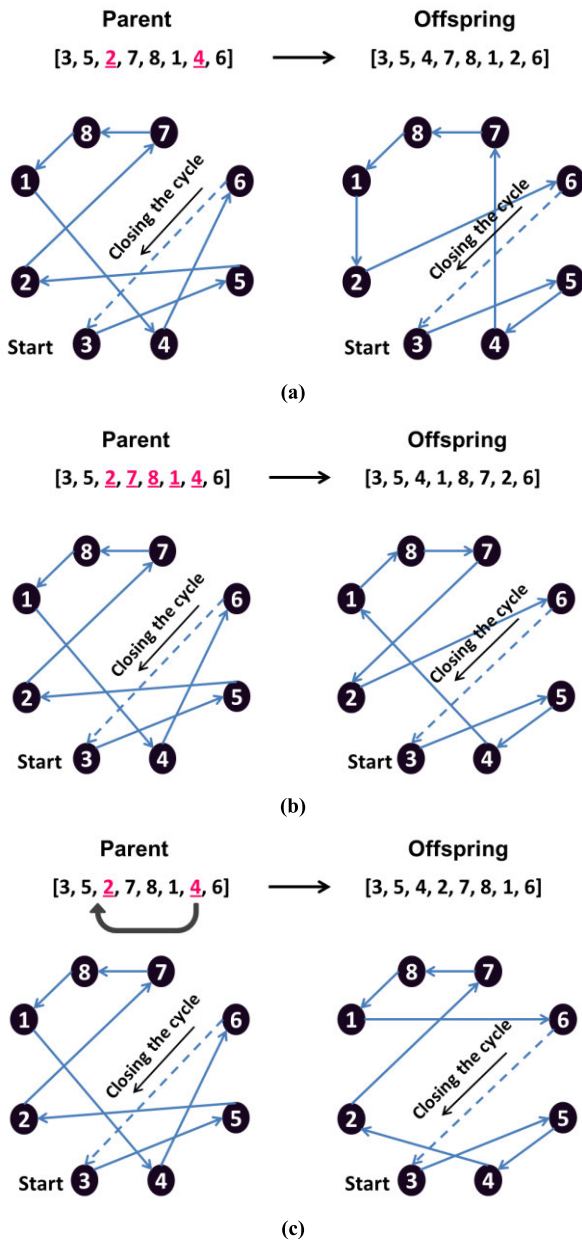 Parent Offspring
[3, 5, 2, 7, 8, 1, 4, 6] [3, 5, 4, 7, 8, 1, 2, 6]
8 7 8 7
1 6 1 6
Closing the cycle Closing the cycle
2 5 2 5
Start 3 4 Start 3 4
(a)
Parent Offspring
[3, 5, 2, 7, 8, 1, 4, 6] [3, 5, 4, 1, 8, 7, 2, 6]
8 7 8 7
1 6 1 6
Closing the cycle Closing the cycle
2 5 2 5
Start 3 4 Start 3 4
(b)
Parent Offspring
[3, 5, 2, 7, 8, 1, 4, 6] [3, 5, 4, 2, 7, 8, 1, 6]
8 7 8 7
1 6 1 6
Closing the cycle Closing the cycle
2 5 2 5
Start 3 4 Start 3 4
(c)